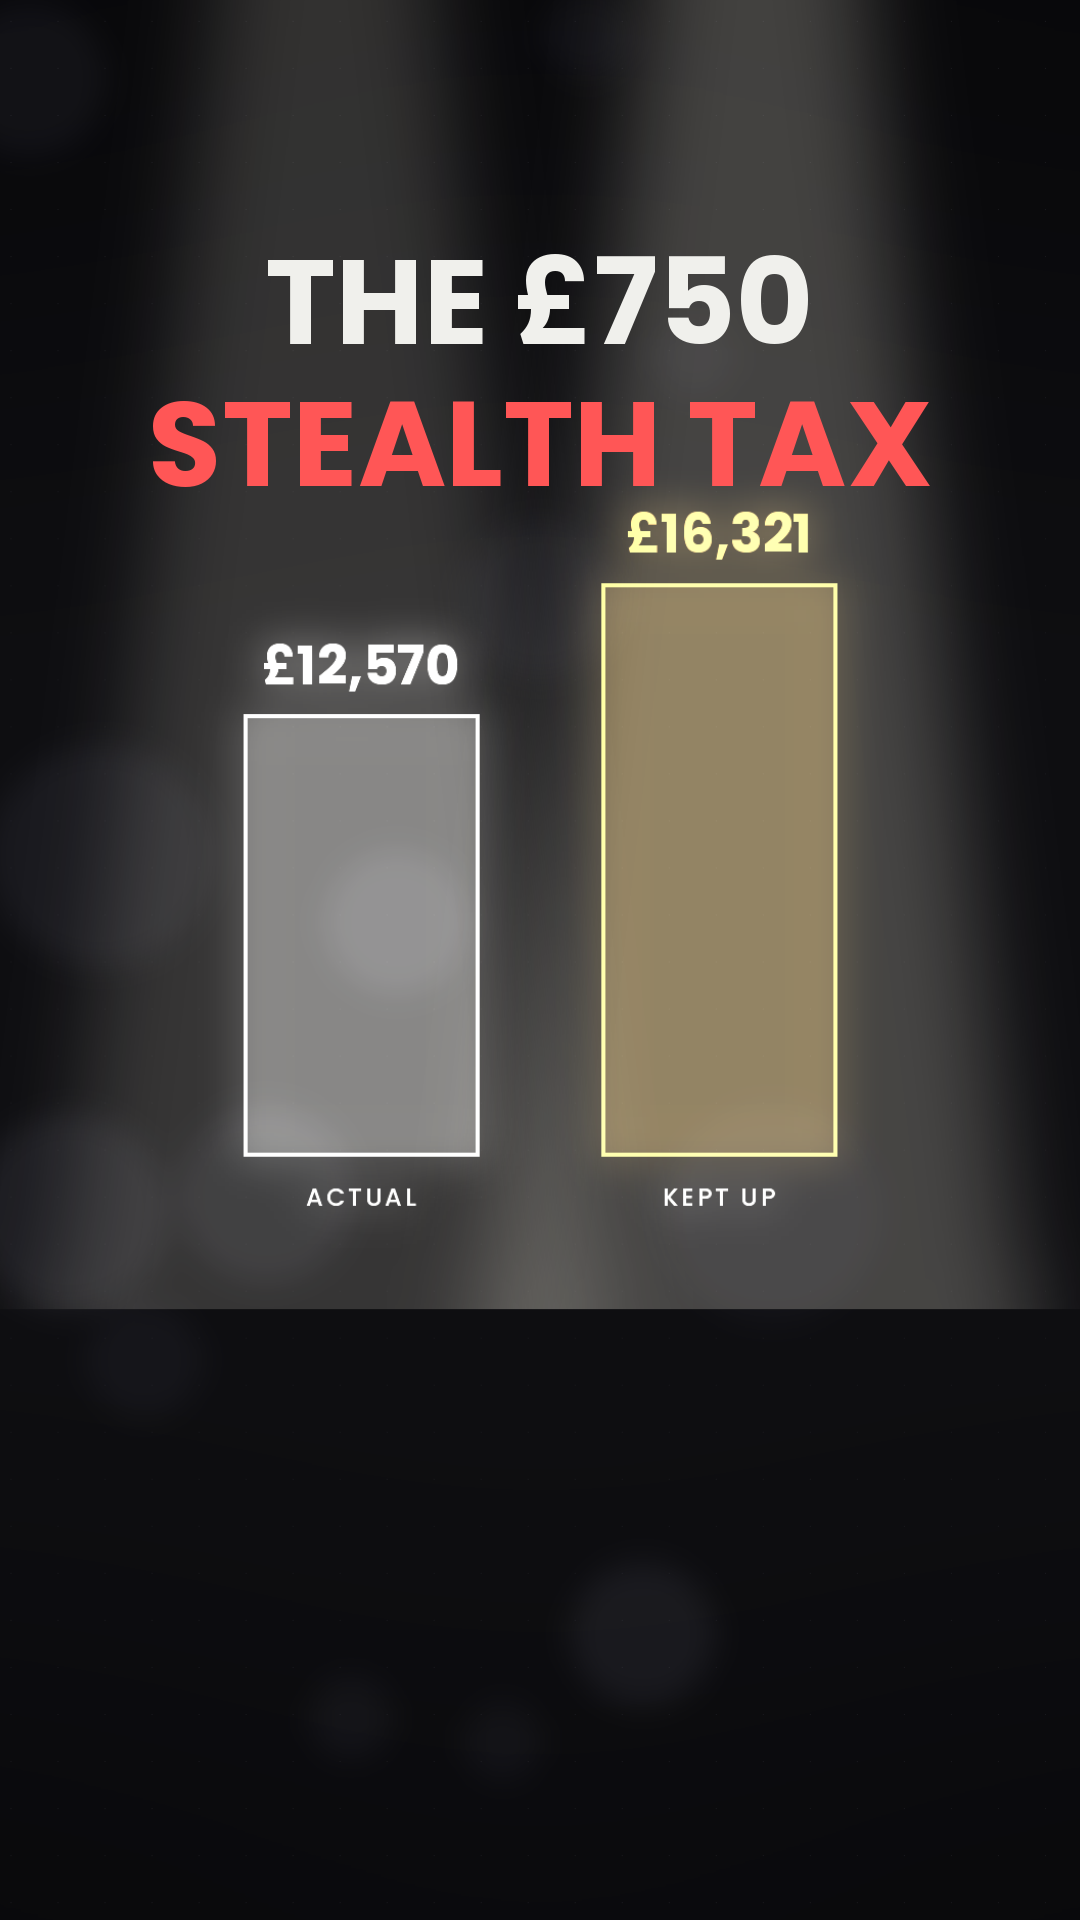 THE £750
STEALTH TAX
£16,321
£12,570
ACTUAL
KEPT UP